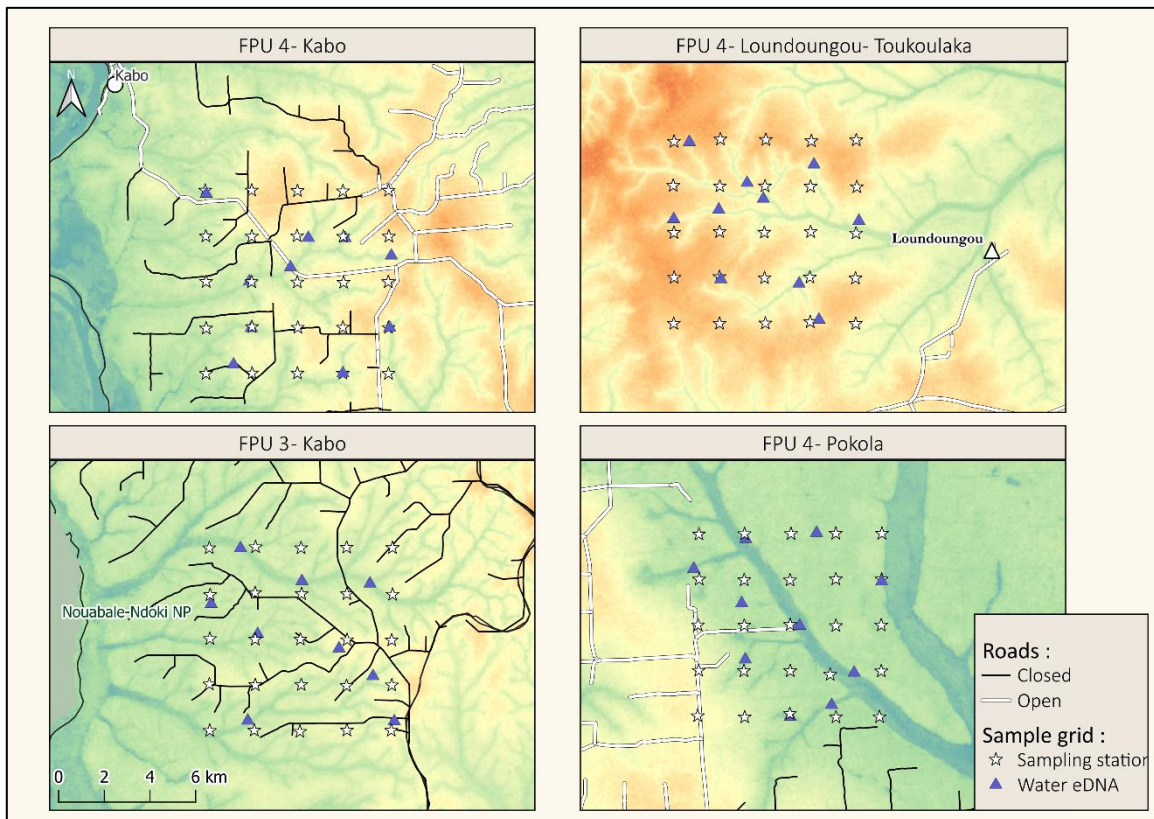 FPU 4- Kabo
FPU 4- Loundoungou- Toukoulaka
N
Kabo
Loundoungou
FPU 3- Kabo
FPU 4- Pokola
Nouabale-Ndoki NP
0 2 4 6 km
Roads :
Closed
Open
Sample grid :
Sampling station
Water eDNA